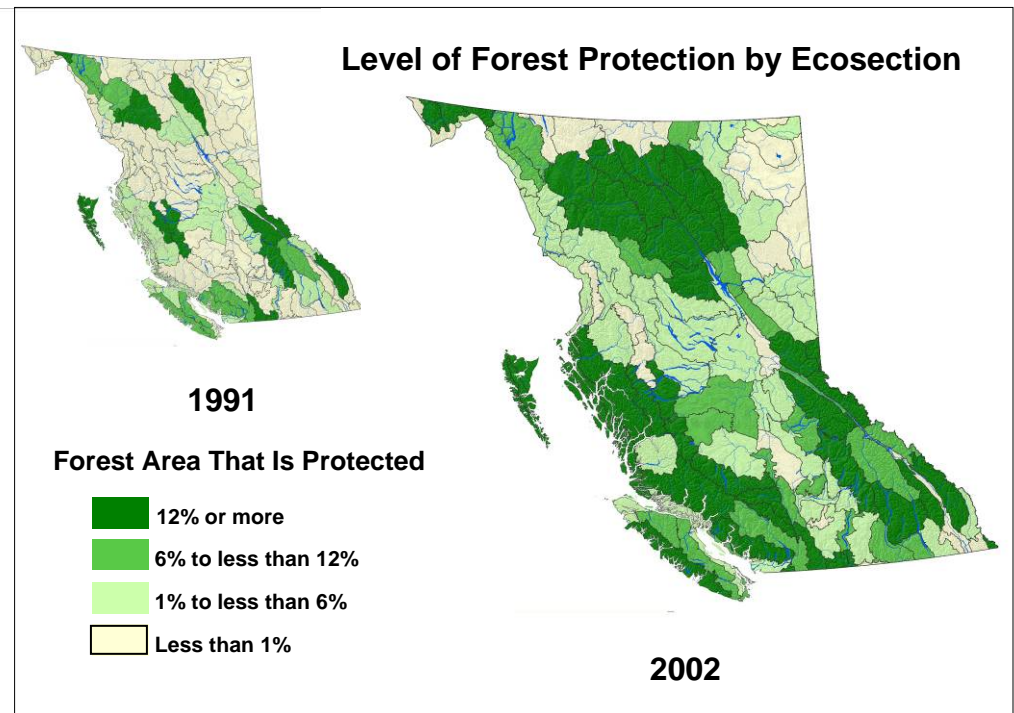 Level of Forest Protection by Ecosection
1991
Forest Area That Is Protected
12% or more
6% to less than 12%
1% to less than 6%
Less than 1%
2002